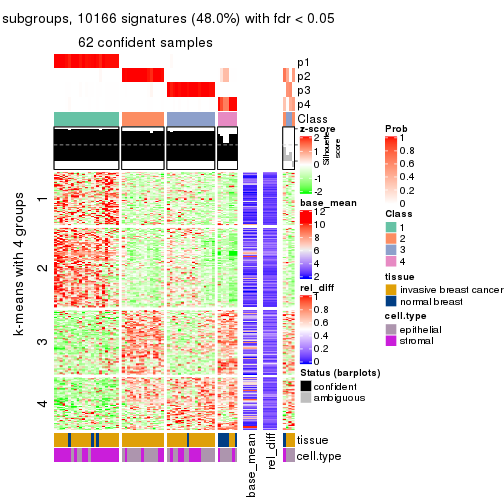 subgroups, 10166 signatures (48.0%) with fdr < 0.05
62 confident samples
p1
p2
p3
p4
Class
Silhouette
score
k-means with 4 groups
1
2
3
4
z-score
2
1
0
-1
-2
base_mean
12
10
8
6
4
2
rel_diff
1
0.8
0.6
0.4
0.2
0
Status (barplots)
confident
ambiguous
Prob
1
0.8
0.6
0.4
0.2
0
Class
1
2
3
4
tissue
invasive breast cancer
normal breast
cell.type
epithelial
stromal
tissue
cell.type
base_mean
rel_diff